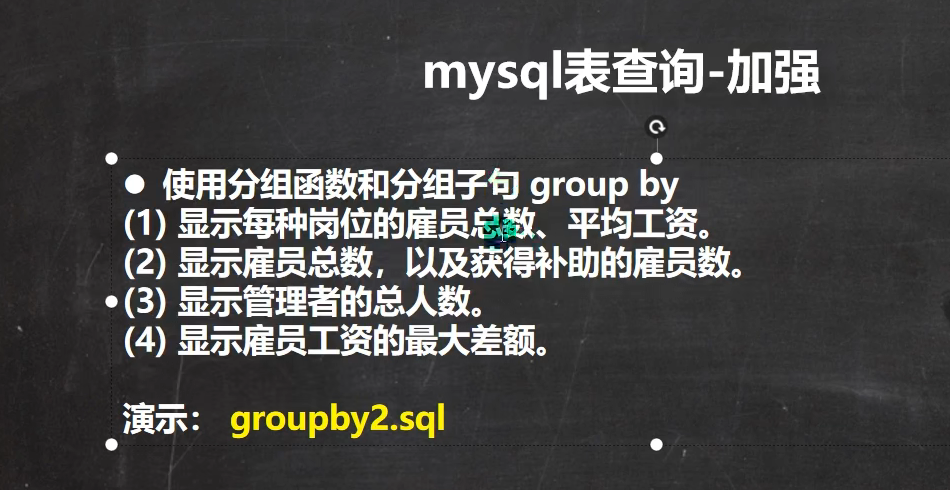 mysql表查询-加强
● 使用分组函数和分组子句 group by
(1) 显示每种岗位的雇员总数、平均工资。
(2) 显示雇员总数，以及获得补助的雇员数。
(3) 显示管理者的总人数。
(4) 显示雇员工资的最大差额。
演示： groupby2.sql